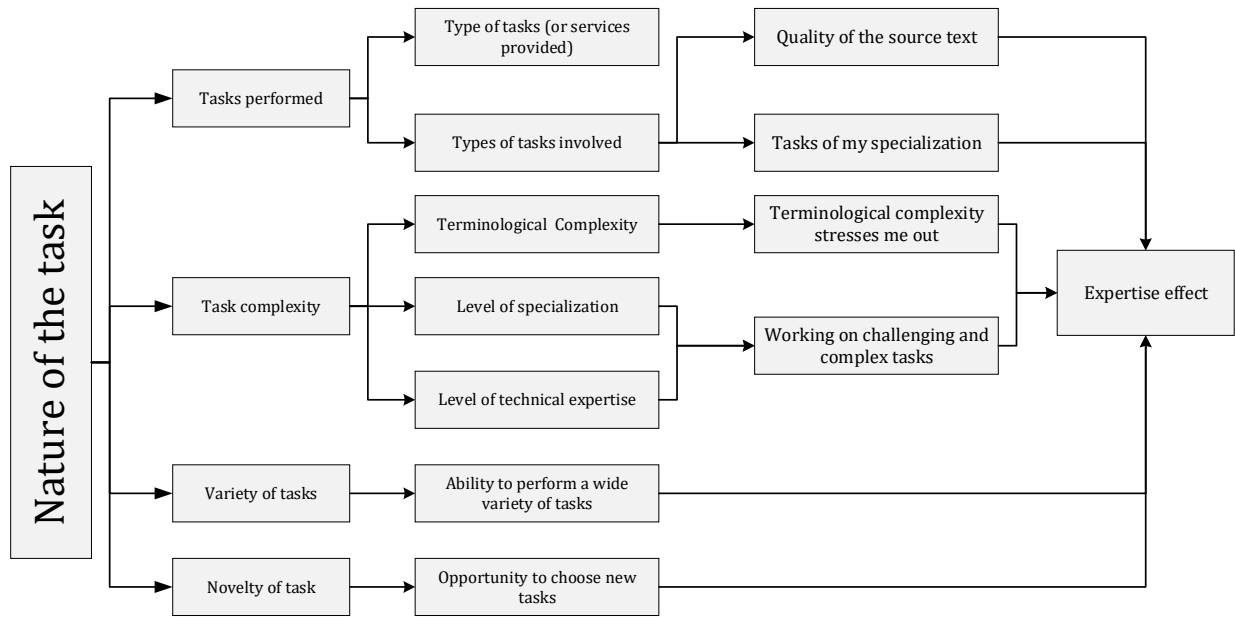 Nature of the task
Tasks performed
Task complexity
Variety of tasks
Novelty of task
Type of tasks (or services
provided)
Types of tasks involved
Terminological Complexity
Level of specialization
Level of technical expertise
Ability to perform a wide
variety of tasks
Opportunity to choose new
tasks
Quality of the source text
Tasks of my specialization
Terminological complexity
stresses me out
Working on challenging and
complex tasks
Expertise effect